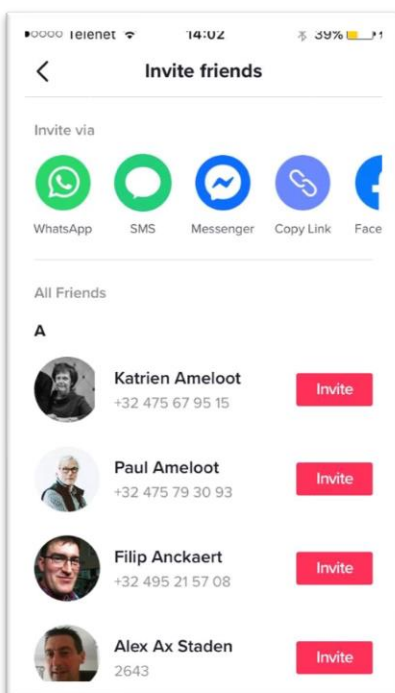 Telenet 14:02 39%
Invite friends
Invite via
WhatsApp SMS Messenger Copy Link Face
All Friends
A
Katrien Ameloot
+32 475 67 95 15
Invite
Paul Ameloot
+32 475 79 30 93
Invite
Filip Anckaert
+32 495 21 57 08
Invite
Alex Ax Staden
2643
Invite